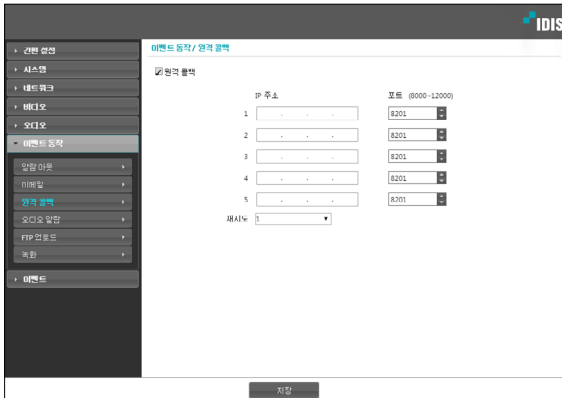 IDIS
이벤트 동작 / 원격 콜백
간편 설정
시스템
네트워크
비디오
오디오
이벤트 동작
알람 아웃
이메일
원격 콜백
오디오 알람
FTP 업로드
녹화
이벤트
원격 콜백
IP 주소 포트 (8000~12000)
1 . . . 8201
2 . . . 8201
3 . . . 8201
4 . . . 8201
5 . . . 8201
재시도 1
저장